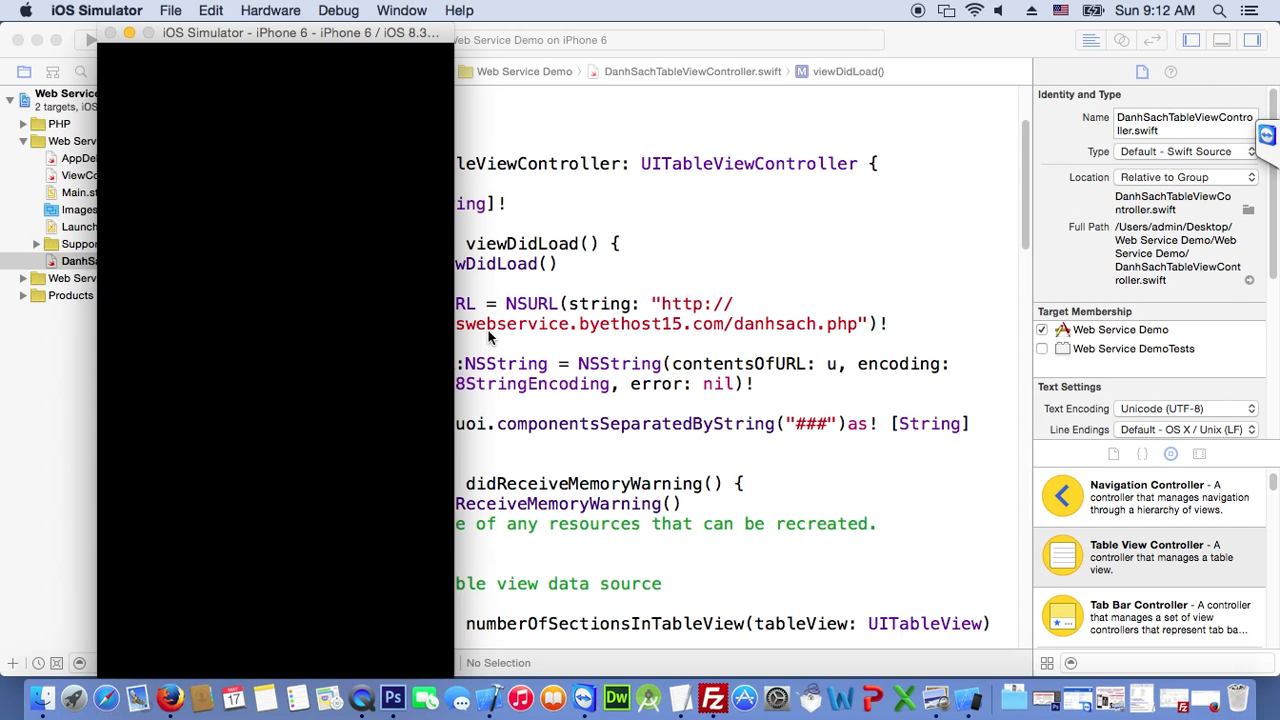 iOS Simulator File Edit Hardware Debug Window Help
Sun 9:12 AM
iOS Simulator - iPhone 6 - iPhone 6 / iOS 8.3...
Web Service Demo on iPhone 6
Web Service Demo
DanhSachTableViewController.swift
viewDidLoad()
Web Servic
2 targets, iOS
PHP
Web Serv
AppDe
ViewCo
Main.st
Images
Launch
Suppor
DanhSa
Web Serv
Products
leViewController: UITableViewController {
ing]!
viewDidLoad() {
wDidLoad()
RL = NSURL(string: "http://
swebservice.byethost15.com/danhsach.php")!
:NSString = NSString(contentsOfURL: u, encoding:
8StringEncoding, error: nil)!
uoi.componentsSeparatedByString("###")as! [String]
didReceiveMemoryWarning() {
ReceiveMemoryWarning()
e of any resources that can be recreated.
ble view data source
numberOfSectionsInTableView(tableView: UITableView)
No Selection
Identity and Type
Name DanhSachTableViewContro
ller.swift
Type Default - Swift Source
Location Relative to Group
DanhSachTableViewCo
ntroller.swift
Full Path /Users/admin/Desktop/
Web Service Demo/Web
Service Demo/
DanhSachTableViewCont
roller.swift
Target Membership
Web Service Demo
Web Service DemoTests
Text Settings
Text Encoding Unicode (UTF-8)
Line Endings Default - OS X / Unix (LF)
Navigation Controller - A
controller that manages navigation
through a hierarchy of views.
Table View Controller - A
controller that manages a table
view.
Tab Bar Controller - A controller
that manages a set of view
controllers that represent tab ba...
17
Ps
Dw
Fz